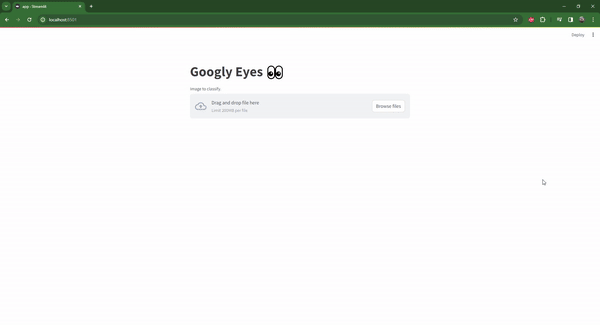 app · Streamlit
localhost:8501
Deploy
Googly Eyes 👀
Image to classify
Drag and drop file here
Limit 200MB per file
Browse files